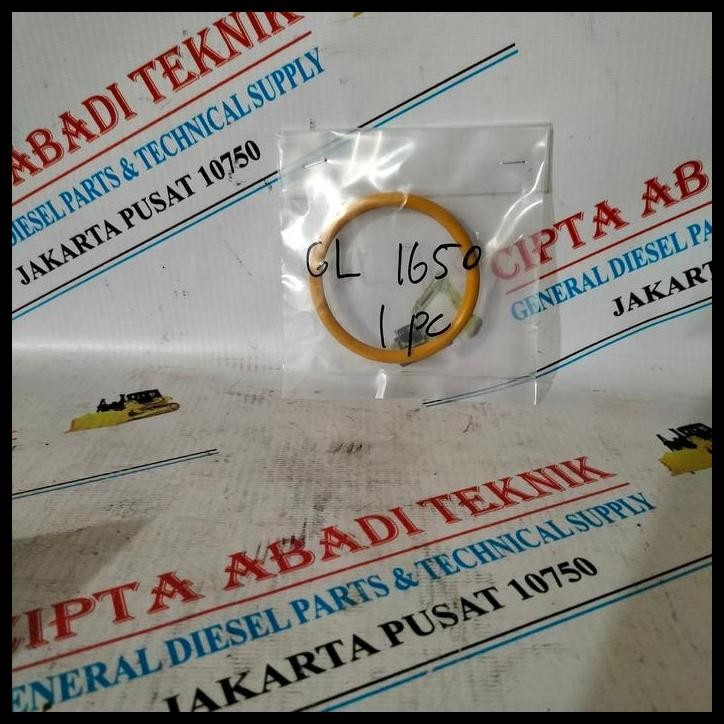 ABADI TEKNIK
DIESEL PARTS & TECHNICAL SUPPLY
JAKARTA PUSAT 10750
GL 1650
1 pc
CIPTA AB
GENERAL DIESEL PA
JAKART
CIPTA ABADI TEKNIK
GENERAL DIESEL PARTS & TECHNICAL SUPPLY
JAKARTA PUSAT 10750